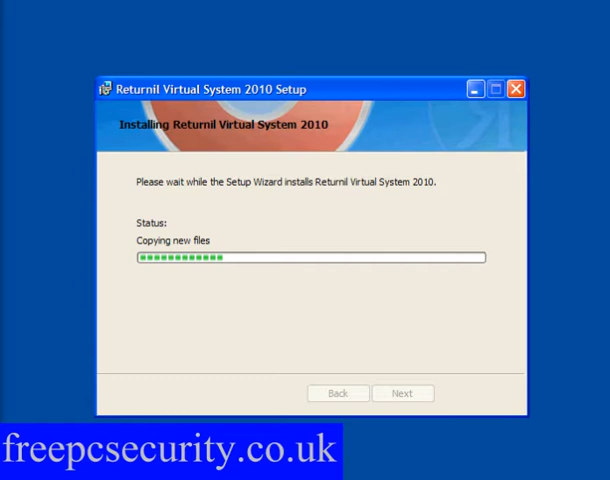 Returnil Virtual System 2010 Setup
Installing Returnil Virtual System 2010
Please wait while the Setup Wizard installs Returnil Virtual System 2010.
Status:
Copying new files
Back Next
freepcsecurity.co.uk